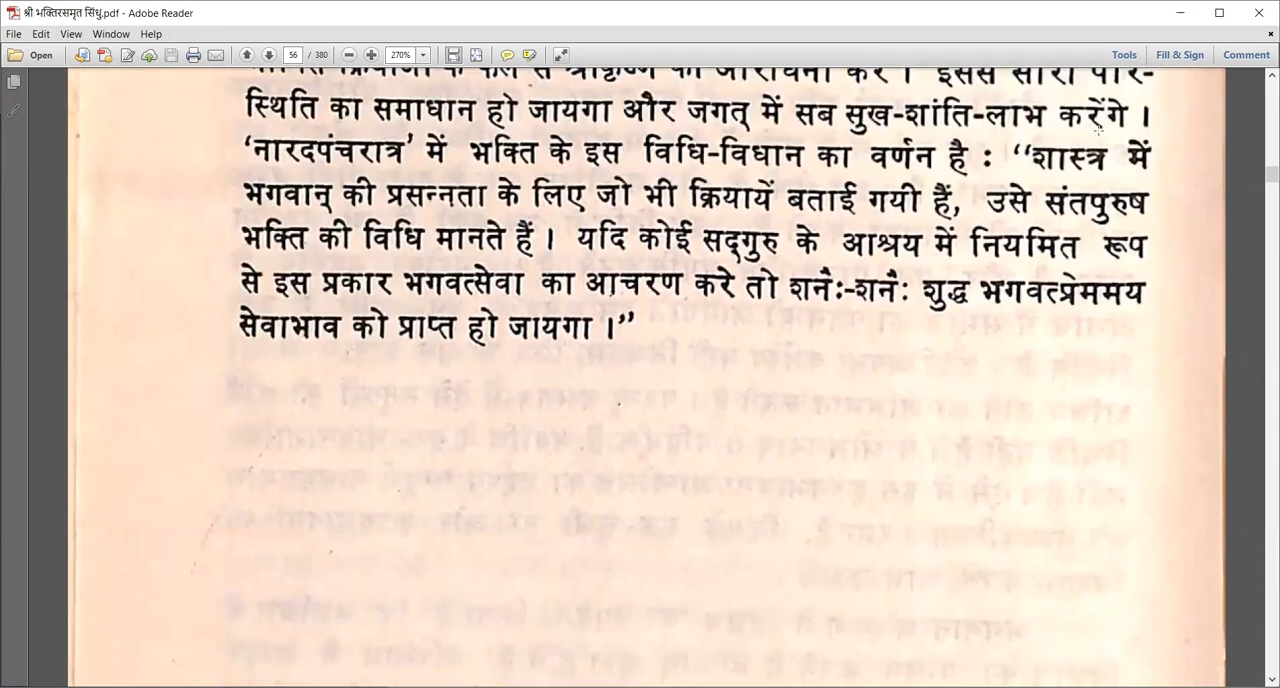 श्री भक्तिरसमृत सिंधु.pdf - Adobe Reader
File Edit View Window Help
Open 56 / 380 270% Tools Fill & Sign Comment
स्थिति का समाधान हो जायगा और जगत् में सब सुख-शांति-लाभ करेंगे ।
‘नारदपंचरात्र’ में भक्ति के इस विधि-विधान का वर्णन है : “शास्त्र में
भगवान् की प्रसन्नता के लिए जो भी क्रियायें बताई गयी हैं, उसे संतपुरुष
भक्ति की विधि मानते हैं । यदि कोई सद्गुरु के आश्रय में नियमित रूप
से इस प्रकार भगवत्सेवा का आचरण करे तो शनैः-शनैः शुद्ध भगवत्प्रेममय
सेवाभाव को प्राप्त हो जायगा ।”